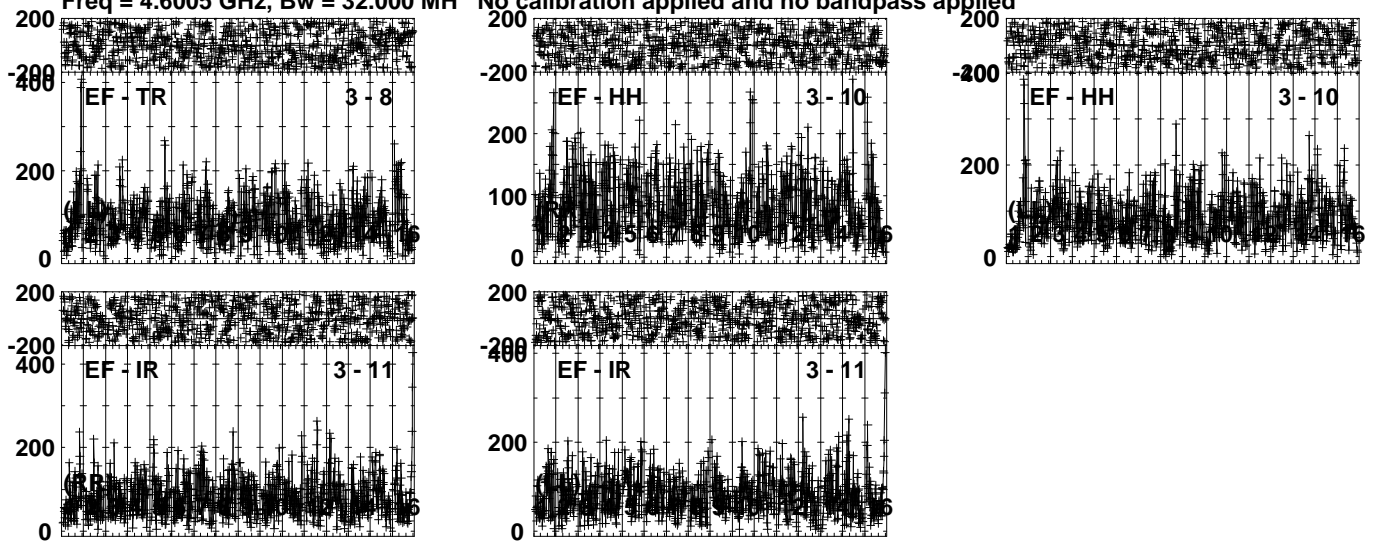 Freq = 4.6005 GHz, Bw = 32.000 MH No calibration applied and no bandpass applied
200 200 200
-200 -200 -200
400 400
EF - TR 3 - 8 EF - HH 3 - 10 EF - HH 3 - 10
200 200 200
100
0 0 0
200 200
-200 -200
400 400
EF - IR 3 - 11 EF - IR 3 - 11
200 200
(RR)
0 0